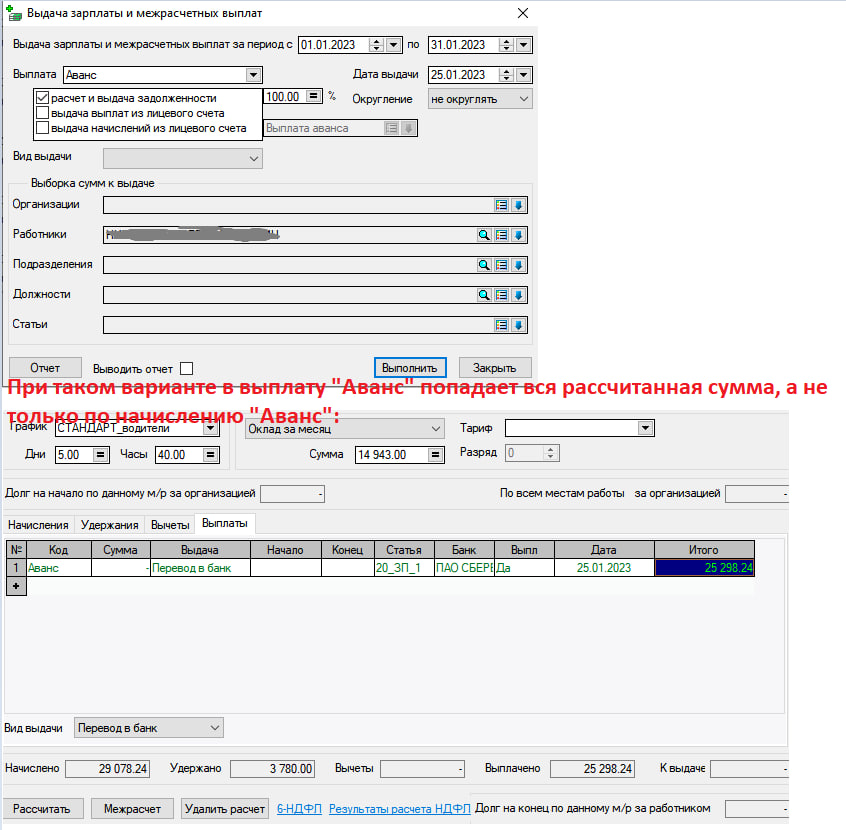 Выдача зарплаты и межрасчетных выплат
Выдача зарплаты и межрасчетных выплат за период с 01.01.2023 по 31.01.2023
Выплата Аванс Дата выдачи 25.01.2023
расчет и выдача задолженности 100.00 % Округление не округлять
выдача выплат из лицевого счета
выдача начислений из лицевого счета Выплата аванса
Вид выдачи
Выборка сумм к выдаче
Организации
Работники
Подразделения
Должности
Статьи
Отчет Выводить отчет Выполнить Закрыть
При таком варианте в выплату "Аванс" попадает вся рассчитанная сумма, а не
только по начислению "Аванс":
График СТАНДАРТ_водители Оклад за месяц Тариф
Дни 5.00 Часы 40.00 Сумма 14 943.00 Разряд 0
Долг на начало по данному м/р за организацией - По всем местам работы за организацией -
Начисления Удержания Вычеты Выплаты
№ Код Сумма Выдача Начало Конец Статья Банк Выпл Дата Итого
1 Аванс - Перевод в банк 20_ЗП_1 ПАО СБЕРЕ Да 25.01.2023 25 298.24
+
Вид выдачи Перевод в банк
Начислено 29 078.24 Удержано 3 780.00 Вычеты - Выплачено 25 298.24 К выдаче -
Рассчитать Межрасчет Удалить расчет 6-НДФЛ Результаты расчета НДФЛ Долг на конец по данному м/р за работником -